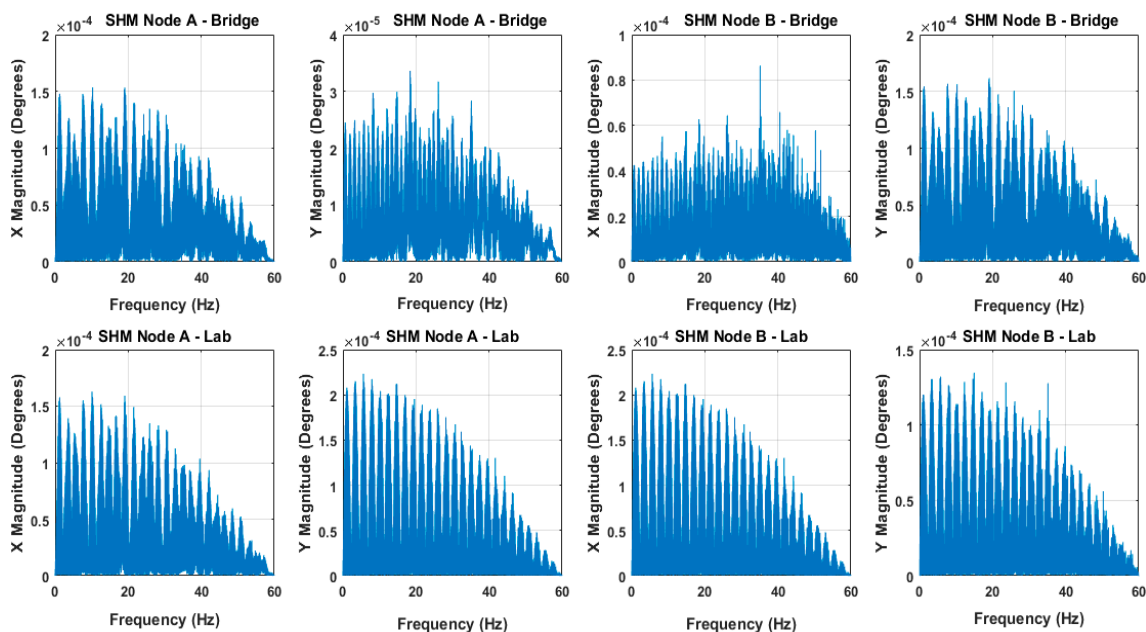 SHM Node A - Bridge
×10⁻⁴
2
1.5
1
0.5
0
X Magnitude (Degrees)
0 20 40 60
Frequency (Hz)
SHM Node A - Bridge
×10⁻⁵
4
3
2
1
0
Y Magnitude (Degrees)
0 20 40 60
Frequency (Hz)
SHM Node B - Bridge
×10⁻⁴
1
0.8
0.6
0.4
0.2
0
X Magnitude (Degrees)
0 20 40 60
Frequency (Hz)
SHM Node B - Bridge
×10⁻⁴
2
1.5
1
0.5
0
Y Magnitude (Degrees)
0 20 40 60
Frequency (Hz)
SHM Node A - Lab
×10⁻⁴
2
1.5
1
0.5
0
X Magnitude (Degrees)
0 20 40 60
Frequency (Hz)
SHM Node A - Lab
×10⁻⁴
2.5
2
1.5
1
0.5
0
Y Magnitude (Degrees)
0 20 40 60
Frequency (Hz)
SHM Node B - Lab
×10⁻⁴
2.5
2
1.5
1
0.5
0
X Magnitude (Degrees)
0 20 40 60
Frequency (Hz)
SHM Node B - Lab
×10⁻⁴
1.5
1
0.5
0
Y Magnitude (Degrees)
0 20 40 60
Frequency (Hz)